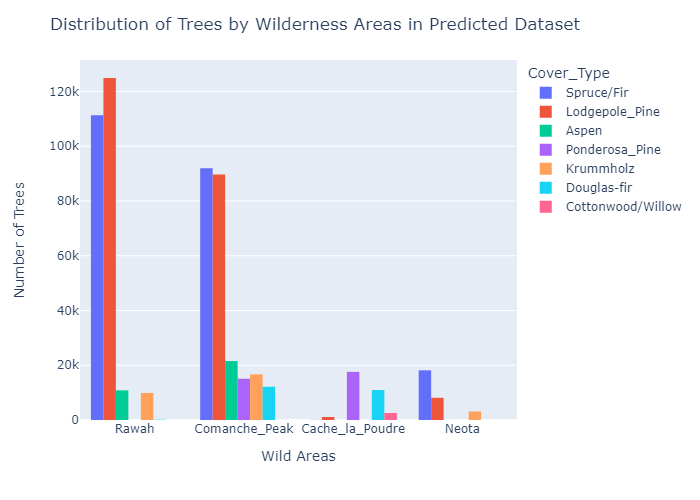 Distribution of Trees by Wilderness Areas in Predicted Dataset
Cover_Type
Spruce/Fir
Lodgepole_Pine
Aspen
Ponderosa_Pine
Krummholz
Douglas-fir
Cottonwood/Willow
Number of Trees
120k
100k
80k
60k
40k
20k
0
Rawah
Comanche_Peak
Cache_la_Poudre
Neota
Wild Areas